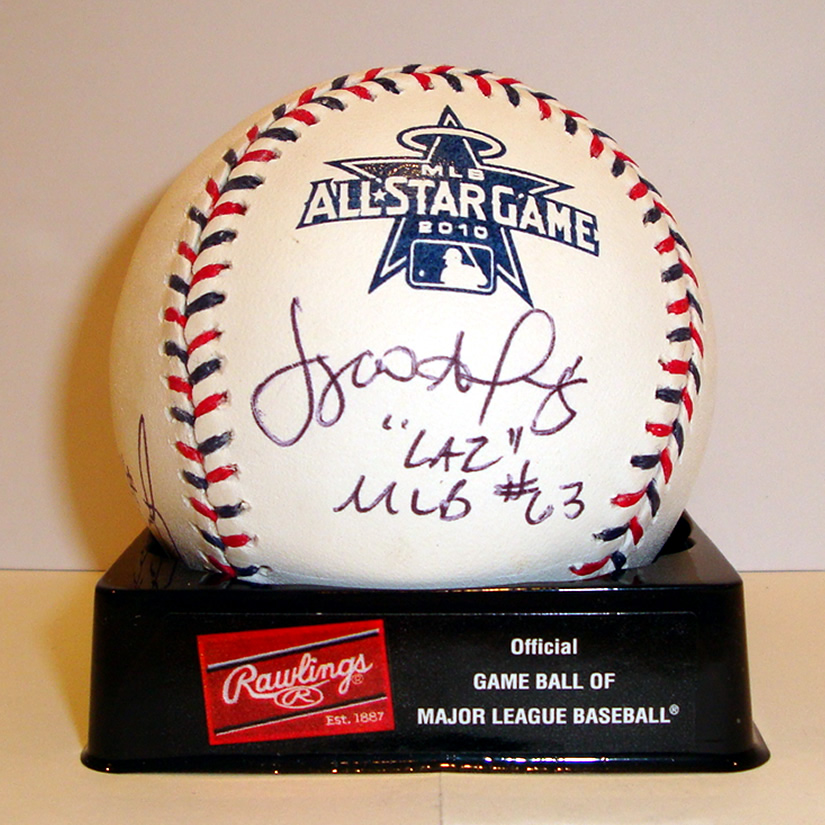 MLB
ALL★STAR GAME
2010
"LAZ"
MLB #63
Rawlings®
R
Est. 1887
Official
GAME BALL OF
MAJOR LEAGUE BASEBALL®